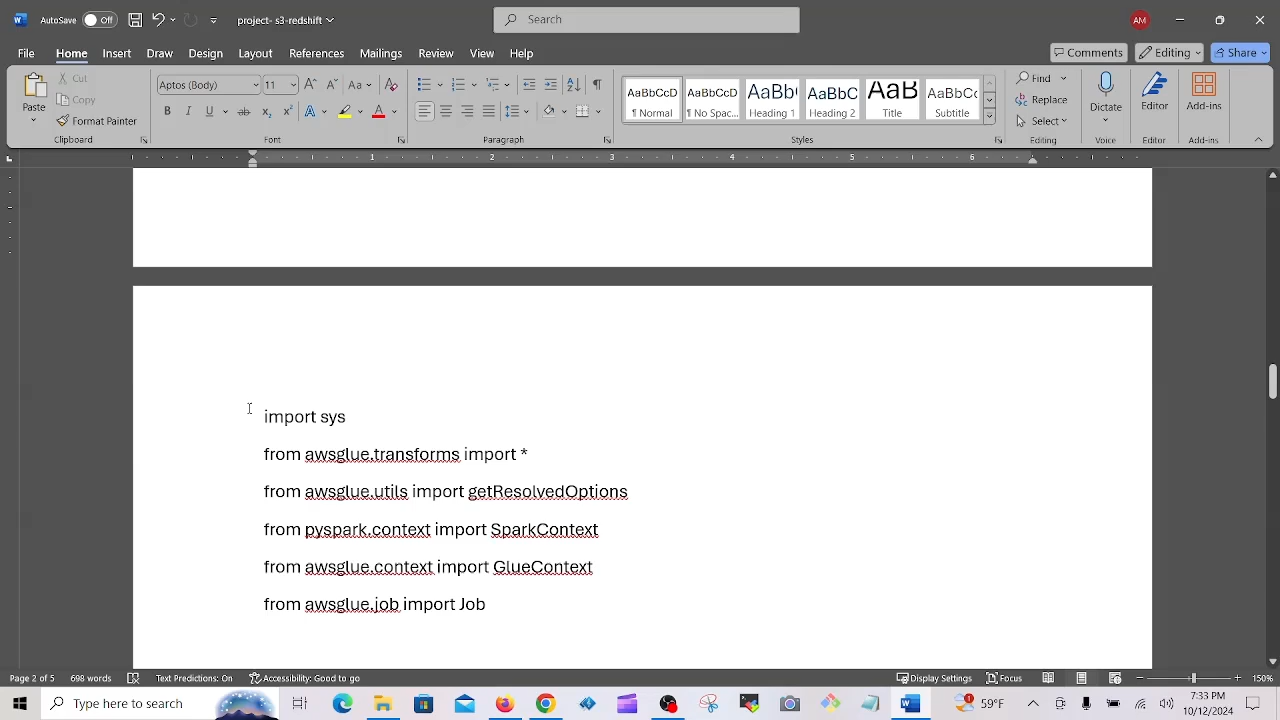 AutoSave Off project- s3-redshift Search AM
File Home Insert Draw Design Layout References Mailings Review View Help Comments Editing Share
Paste Cut Copy Format Painter
Aptos (Body) 11
AaBbCcD AaBbCcD AaBb( AaBbC AaB AaBbCc
¶ Normal ¶ No Spac... Heading 1 Heading 2 Title Subtitle
Find Replace Select Dictate Editor Add-ins
Clipboard Font Paragraph Styles Editing Voice Editor Add-ins
1 2 3 4 5 6
import sys
from awsglue.transforms import *
from awsglue.utils import getResolvedOptions
from pyspark.context import SparkContext
from awsglue.context import GlueContext
from awsglue.job import Job
Page 2 of 5 698 words Text Predictions: On Accessibility: Good to go Display Settings Focus 150%
Type here to search 59°F 7:33 PM
10/12/2024